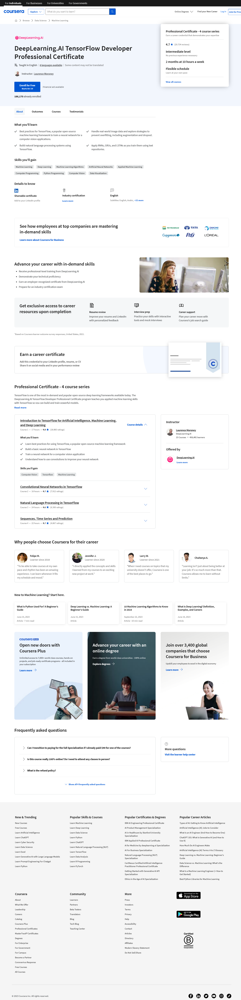 For Individuals
For Businesses
For Universities
For Governments
coursera
Explore
What do you want to learn?
Online Degrees
Find your New Career
Log In
Join for Free
Browse
Data Science
Machine Learning
DeepLearning.AI
DeepLearning.AI TensorFlow Developer
Professional Certificate
Taught in English
8 languages available
Some content may not be translated
Instructor: Laurence Moroney
Enroll for Free
Starts Oct 20
Financial aid available
186,170 already enrolled
Professional Certificate - 4 course series
Earn a career credential that demonstrates your expertise
4.7
(20,734 reviews)
Intermediate level
No previous experience necessary
2 months at 10 hours a week
Flexible schedule
Learn at your own pace
View all courses
About
Outcomes
Courses
Testimonials
What you'll learn
Best practices for TensorFlow, a popular open-source
machine learning framework to train a neural network for a
computer vision applications.
Handle real-world image data and explore strategies to
prevent overfitting, including augmentation and dropout.
Build natural language processing systems using
TensorFlow.
Apply RNNs, GRUs, and LSTMs as you train them using text
repositories.
Skills you'll gain
Machine Learning
Deep Learning
Machine Learning Algorithms
Artificial Neural Networks
Applied Machine Learning
Computer Programming
Python Programming
Computer Vision
Data Visualization
Details to know
Shareable certificate
Add to your LinkedIn profile
Industry certification
Learn more
English
Subtitles: English, Arabic, +21 more
See how employees at top companies are mastering
in-demand skills
Learn more about Coursera for Business
PETROBRAS
TATA
DANONE
Capgemini
P&G
L'ORÉAL
Advance your career with in-demand skills
Receive professional-level training from DeepLearning.AI
Demonstrate your technical proficiency
Earn an employer-recognized certificate from DeepLearning.AI
Prepare for an industry certification exam
Get exclusive access to career
resources upon completion
Resume review
Improve your resume and LinkedIn
with personalized feedback
Interview prep
Practice your skills with interactive
tools and mock interviews
Career support
Plan your career move with
Coursera's job search guide
¹Based on Coursera learner outcome survey responses, United States, 2021.
Earn a career certificate
Add this credential to your LinkedIn profile, resume, or CV
Share it on social media and in your performance review
C
Professional Certificate - 4 course series
TensorFlow is one of the most in-demand and popular open-source deep learning frameworks available today. The
DeepLearning.AI TensorFlow Developer Professional Certificate program teaches you applied machine learning skills
with TensorFlow so you can build and train powerful models.
Read more
Introduction to TensorFlow for Artificial Intelligence, Machine Learning,
and Deep Learning
Course details
Course 1 • 17 hours • 4.8 (18,883 ratings)
What you'll learn
Learn best practices for using TensorFlow, a popular open-source machine learning framework
Build a basic neural network in TensorFlow
Train a neural network for a computer vision application
Understand how to use convolutions to improve your neural network
Skills you'll gain
Computer Vision
Tensorflow
Machine Learning
Convolutional Neural Networks in TensorFlow
Course 2 • 16 hours • 4.7 (7,912 ratings)
Natural Language Processing in TensorFlow
Course 3 • 24 hours • 4.6 (6,300 ratings)
Sequences, Time Series and Prediction
Course 4 • 22 hours • 4.7 (4,867 ratings)
Instructor
Laurence Moroney
DeepLearning.AI
15 Courses • 456,481 learners
Offered by
DeepLearning.AI
Learn more
Why people choose Coursera for their career
Felipe M.
Learner since 2018
"To be able to take courses at my own
pace and rhythm has been an amazing
experience. I can learn whenever it fits
my schedule and mood."
Jennifer J.
Learner since 2020
"I directly applied the concepts and skills
I learned from my courses to an exciting
new project at work."
Larry W.
Learner since 2021
"When I need courses on topics that my
university doesn't offer, Coursera is one
of the best places to go."
Chaitanya A.
"Learning isn't just about being better at
your job: it's so much more than that.
Coursera allows me to learn without
limits."
New to Machine Learning? Start here.
What Is Python Used For? A Beginner's
Guide
June 15, 2023
Article · 7 min read
Deep Learning vs. Machine Learning: A
Beginner's Guide
June 15, 2023
Article
10 Machine Learning Algorithms to Know
in 2023
September 22, 2023
Article · 10 min read
What Is Deep Learning? Definition,
Examples, and Careers
June 16, 2023
Article
coursera PLUS
Open new doors with
Coursera Plus
Unlimited access to 7,000+ world-class courses, hands-on
projects, and job-ready certificate programs - all included in
your subscription
Learn more
Advance your career with an
online degree
Earn a degree from world-class universities - 100% online
Explore degrees
Join over 3,400 global
companies that choose
Coursera for Business
Upskill your employees to excel in the digital economy
Learn more
Frequently asked questions
Can I transition to paying for the full Specialization if I already paid $49 for one of the courses?
Is this course really 100% online? Do I need to attend any classes in person?
What is the refund policy?
Show all 4 frequently asked questions
More questions
Visit the learner help center
New & Trending
New Courses
Free Courses
Learn Artificial Intelligence
Learn ChatGPT
Learn Cyber Security
Learn Data Science
Learn Excel
Learn Generative AI with Large Language Models
Learn Prompt Engineering For Chatgpt
Learn Python
Popular Skills & Courses
Learn Machine Learning
Learn Deep Learning
Learn Data Science
Learn Python
Learn ChatGPT
Learn Natural Language Processing (NLP)
Learn TensorFlow
Learn Data Analysis
Learn R Programming
Learn PyTorch
Popular Certificates & Degrees
IBM AI Engineering Professional Certificate
AI Product Management Specialization
AI in Healthcare by Stanford University
Specialization
IBM Applied AI Professional Certificate
AI for Medicine by deeplearning.ai Specialization
AI For Business Specialization
Natural Language Processing (NLP)
Specialization
CertNexus Certified Artificial Intelligence
Practitioner Professional Certificate
Getting Started with Generative AI API
Specialization
Ethics in the Age of AI Specialization
Popular Career Articles
Types of AI: Getting to Know Artificial Intelligence
Artificial Intelligence (AI) Jobs to Consider
What Is an AI Engineer (And How to Become One)
ChatGPT 101: What Is Generative AI (and How to
Use It)
How Much Do AI Engineers Make
Artificial Intelligence (AI) Terms: A to Z Glossary
Deep Learning vs. Machine Learning: Beginner's
Guide
Data Science vs. Machine Learning: What's the
Difference
What Is a Machine Learning Engineer (+ How to
Get Started)
Best Python Libraries for Machine Learning
Coursera
About
What We Offer
Leadership
Careers
Catalog
Coursera Plus
Professional Certificates
MasterTrack® Certificates
Degrees
For Enterprise
For Government
For Campus
Become a Partner
Coronavirus Response
Free Courses
All Courses
Community
Learners
Partners
Beta Testers
Translators
Blog
Tech Blog
Teaching Center
More
Press
Investors
Terms
Privacy
Help
Accessibility
Contact
Articles
Directory
Affiliates
Modern Slavery Statement
Do Not Sell/Share
Download on the
App Store
GET IT ON
Google Play
Certified
B
Corporation
© 2023 Coursera Inc. All rights reserved.